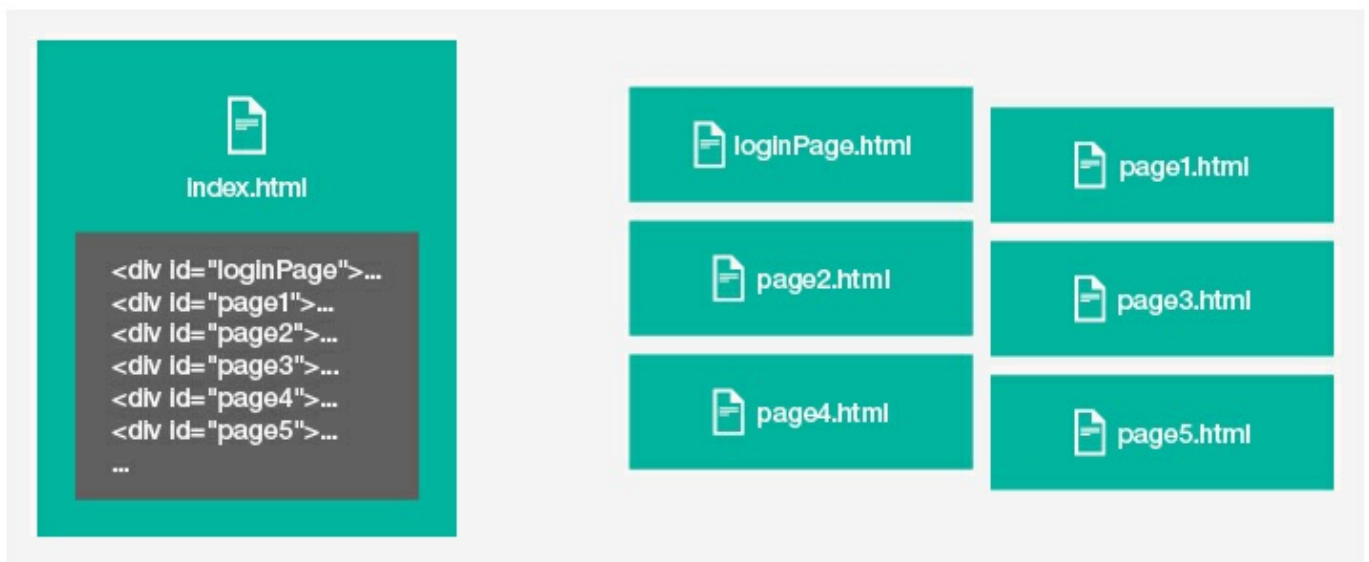 index.html
<div id="loginPage">...
<div id="page1">...
<div id="page2">...
<div id="page3">...
<div id="page4">...
<div id="page5">...
...
loginPage.html
page1.html
page2.html
page3.html
page4.html
page5.html